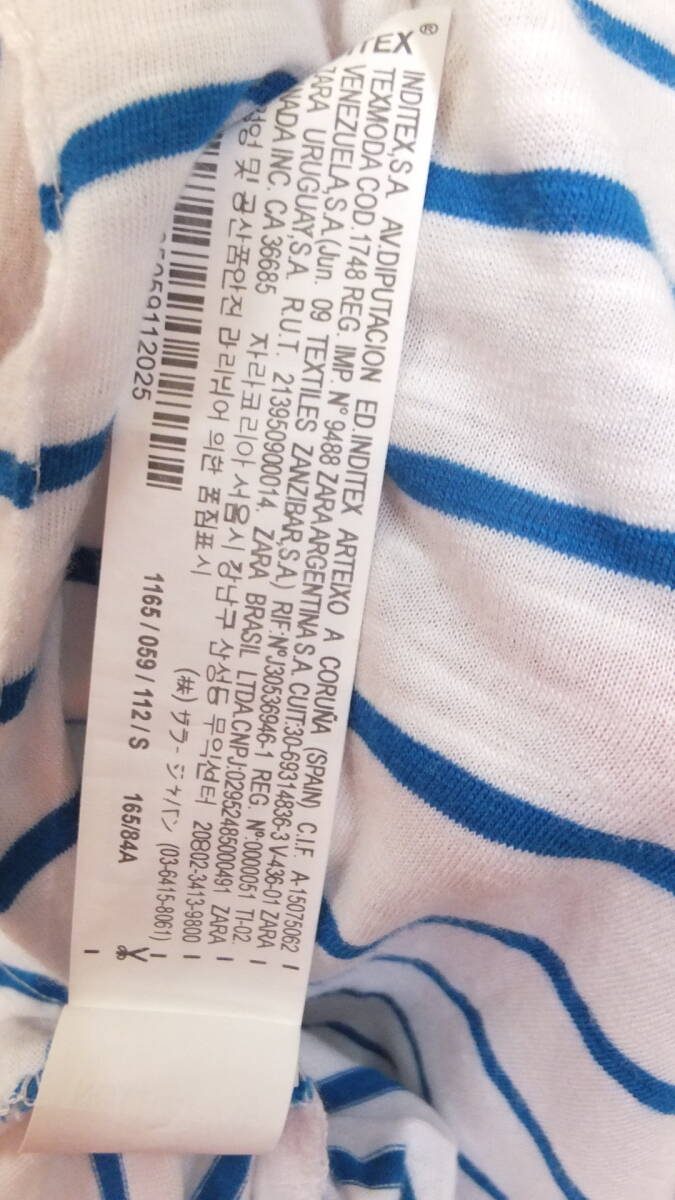 INDITEX,S.A. AV.DIPUTACION ED.INDITEX ARTEIXO A CORUÑA (SPAIN) C.I.F. A-15075062
TEXMODA COD.1748 REG. IMP. Nº 9488 ZARA ARGENTINA S.A. CUIT:30-69314836-3 V-436-01 ZARA
VENEZUELA,S.A.(Jun. 09 TEXTILES ZANZIBAR,S.A.) RIF:NºJ30536946-1 REG. Nº:0000051 TI-02.
ZARA URUGUAY,S.A. R.U.T. 213950900014. ZARA BRASIL LTDA.CNPJ:02952485000491 ZARA
NADA INC. CA 36685 자라코리아 서울시 강남구 삼성동 무역센터 20802-3413-9800
및 공산품안전 관리법에 의한 품질표시
(株) ザラ-ジャパン (03-6415-8061)
59112025
1165 / 059 / 112 / S 165/84A